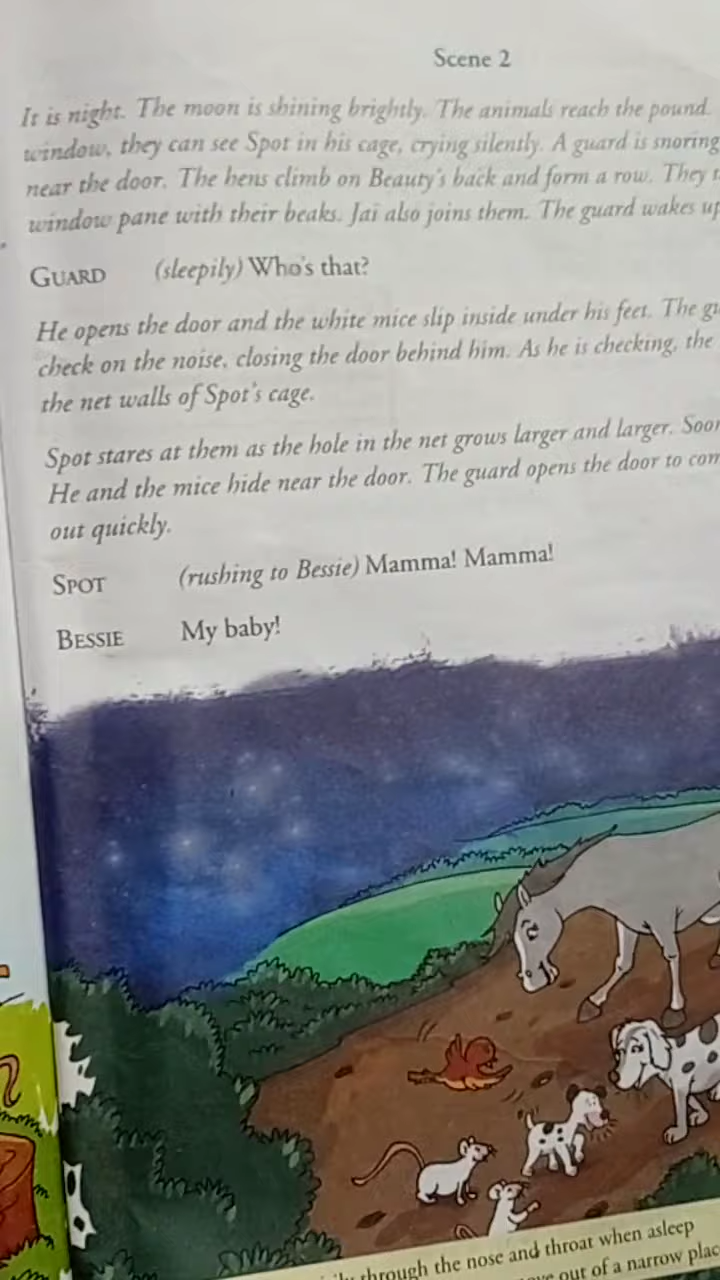 Scene 2
It is night. The moon is shining brightly. The animals reach the pound.
window, they can see Spot in his cage, crying silently. A guard is snoring
near the door. The hens climb on Beauty's back and form a row. They
window pane with their beaks. Jai also joins them. The guard wakes up
GUARD (sleepily) Who's that?
He opens the door and the white mice slip inside under his feet. The
check on the noise, closing the door behind him. As he is checking, the
the net walls of Spot's cage.
Spot stares at them as the hole in the net grows larger and larger. Soon
He and the mice hide near the door. The guard opens the door to
out quickly.
SPOT (rushing to Bessie) Mamma! Mamma!
BESSIE My baby!
through the nose and throat when asleep
out of a narrow